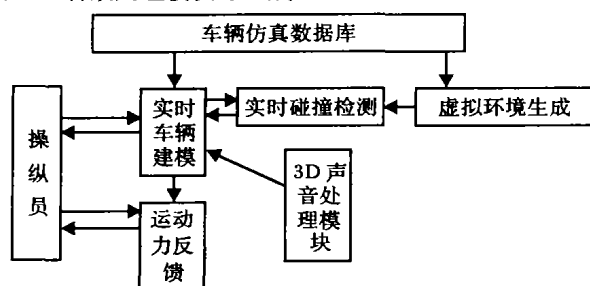 车辆仿真数据库
操
纵
员
实时
车辆
建模
实时碰撞检测
虚拟环境生成
3D声
音处
理模
块
运动
力反
馈